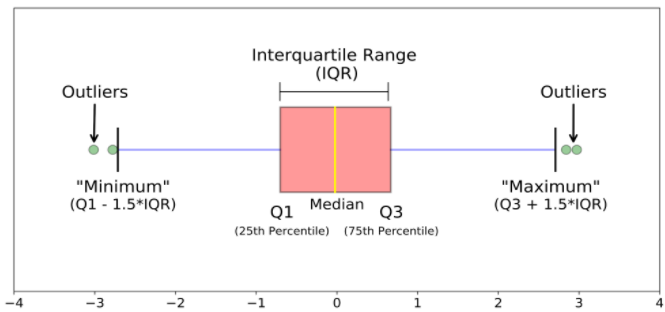 Interquartile Range
(IQR)
Outliers
Outliers
"Minimum"
(Q1 - 1.5*IQR)
"Maximum"
(Q3 + 1.5*IQR)
Median
Q1
Q3
(25th Percentile)
(75th Percentile)
−4 −3 −2 −1 0 1 2 3 4